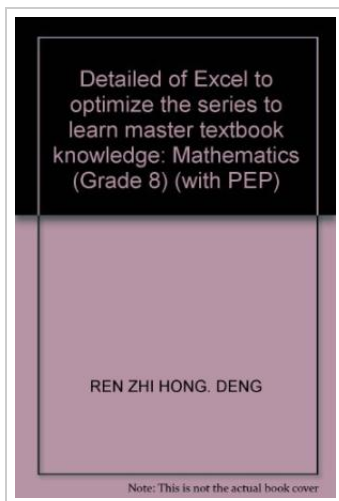 Detailed of Excel to
optimize the series to
learn master textbook
knowledge: Mathematics
(Grade 8) (with PEP)
REN ZHI HONG. DENG
Note: This is not the actual book cover